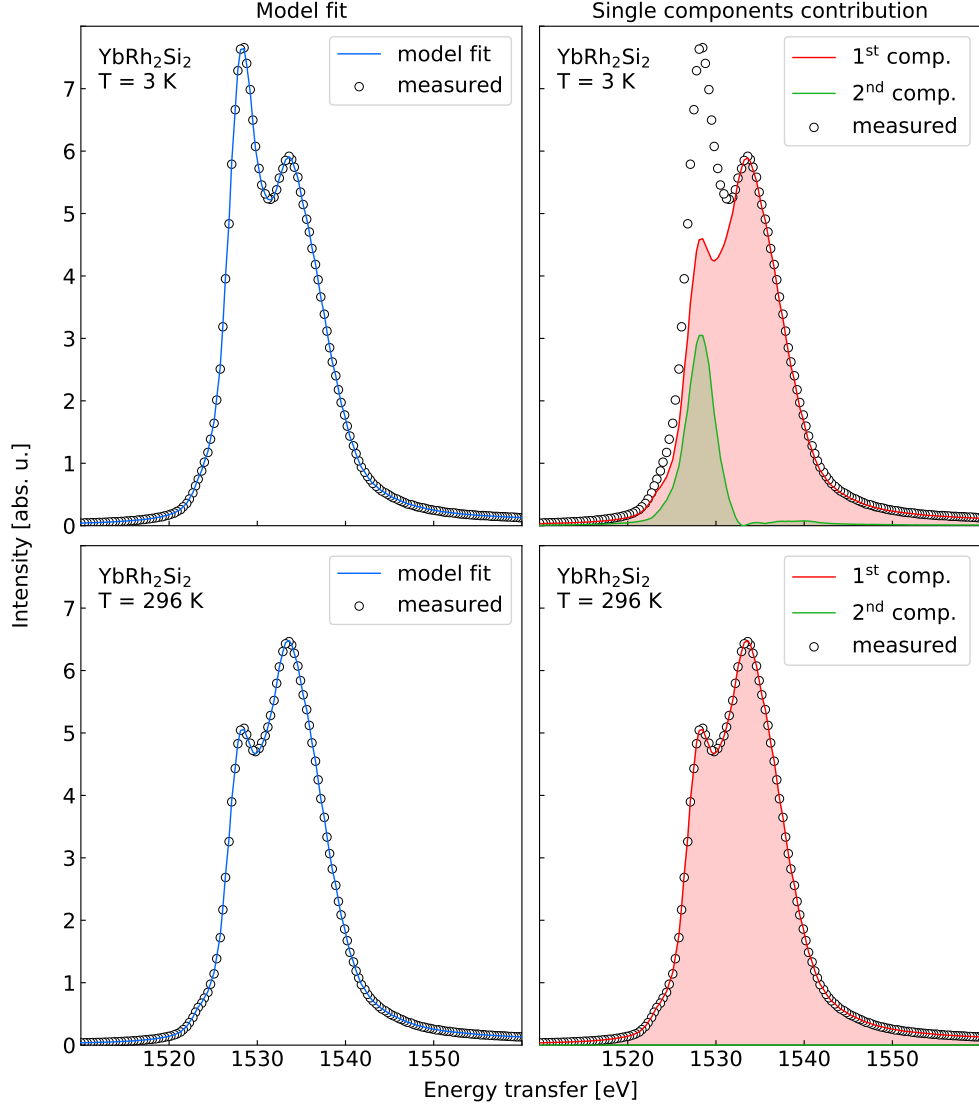 Model fit
Single components contribution
YbRh₂Si₂
T = 3 K
model fit
measured
YbRh₂Si₂
T = 3 K
1ˢᵗ comp.
2ⁿᵈ comp.
measured
7
6
5
4
3
2
1
0
Intensity [abs. u.]
YbRh₂Si₂
T = 296 K
model fit
measured
YbRh₂Si₂
T = 296 K
1ˢᵗ comp.
2ⁿᵈ comp.
measured
7
6
5
4
3
2
1
0
1520 1530 1540 1550
1520 1530 1540 1550
Energy transfer [eV]